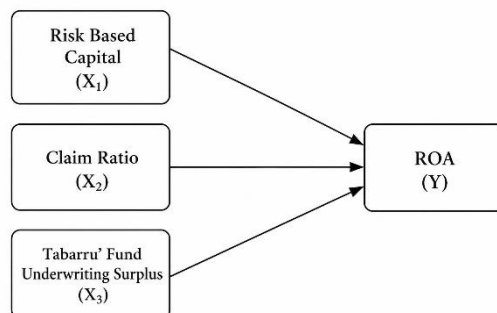 Risk Based
Capital
(X₁)
Claim Ratio
(X₂)
Tabarru' Fund
Underwriting Surplus
(X₃)
ROA
(Y)